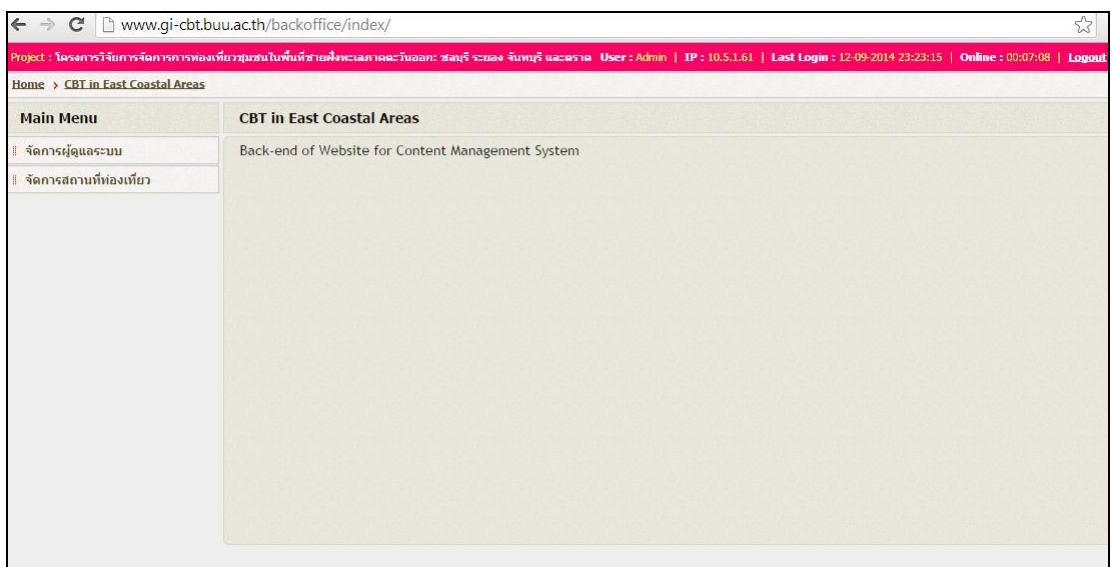 www.gi-cbt.buu.ac.th/backoffice/index/
Project : โครงการวิจัยการจัดการการท่องเที่ยวชุมชนในพื้นที่ชายฝั่งทะเลภาคตะวันออก: ชลบุรี ระยอง จันทบุรี และตราด User : Admin | IP : 10.5.1.61 | Last Login : 12-09-2014 23:23:15 | Online : 00:07:08 | Logout
Home > CBT in East Coastal Areas
Main Menu
CBT in East Coastal Areas
จัดการผู้ดูแลระบบ
Back-end of Website for Content Management System
จัดการสถานที่ท่องเที่ยว